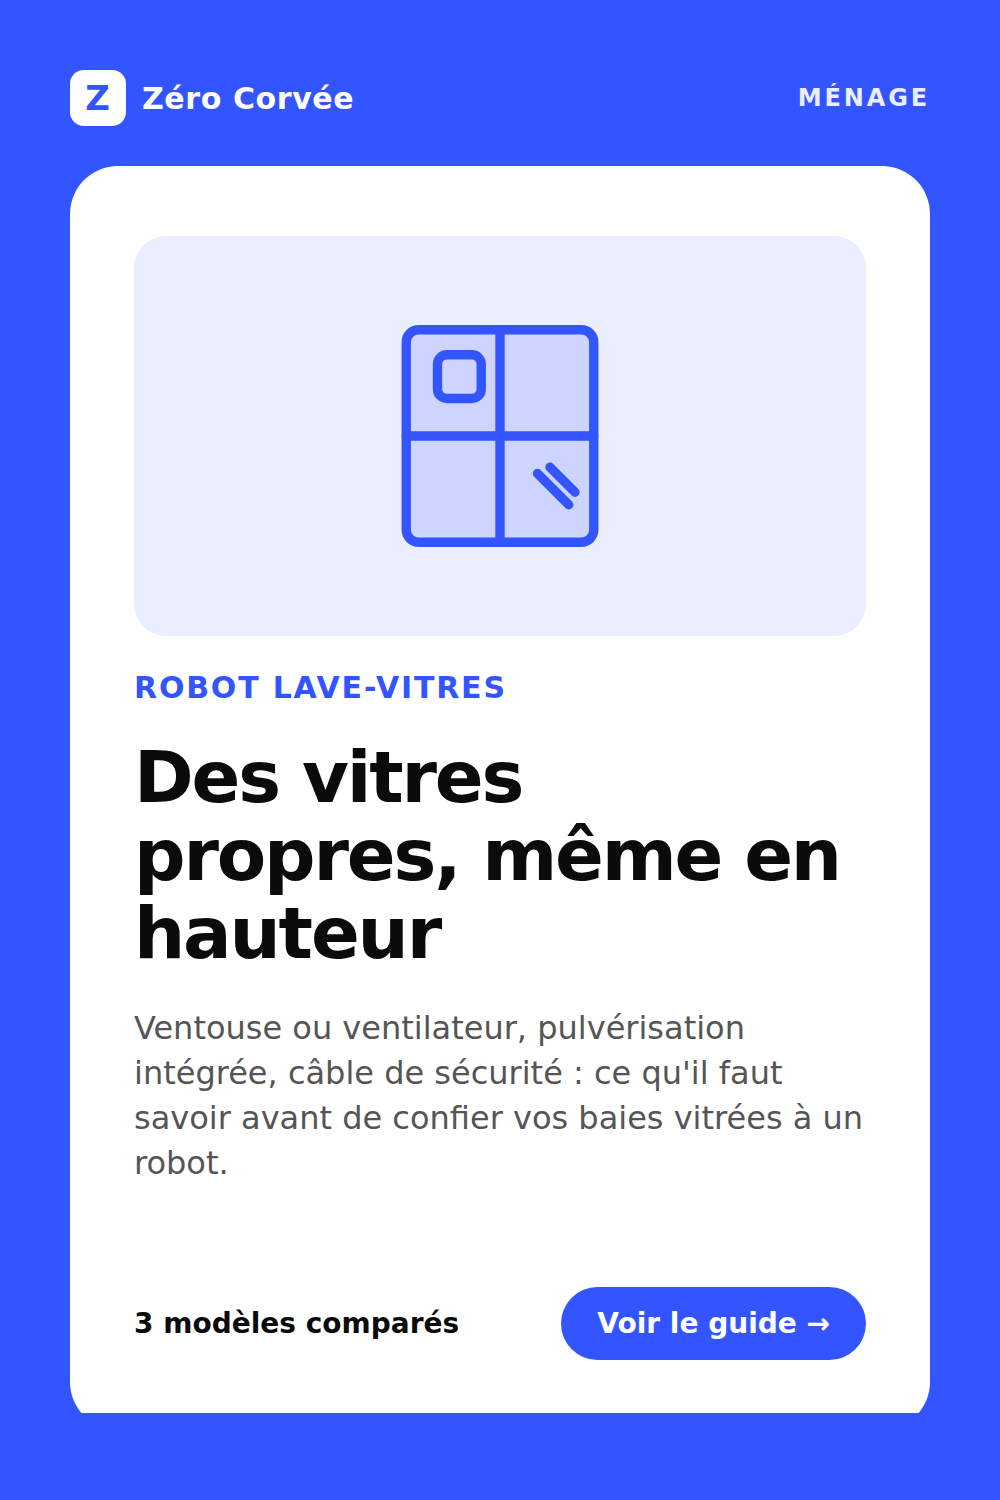 Z Zéro Corvée
MÉNAGE
ROBOT LAVE-VITRES
Des vitres
propres, même en
hauteur
Ventouse ou ventilateur, pulvérisation
intégrée, câble de sécurité : ce qu'il faut
savoir avant de confier vos baies vitrées à un
robot.
3 modèles comparés
Voir le guide →